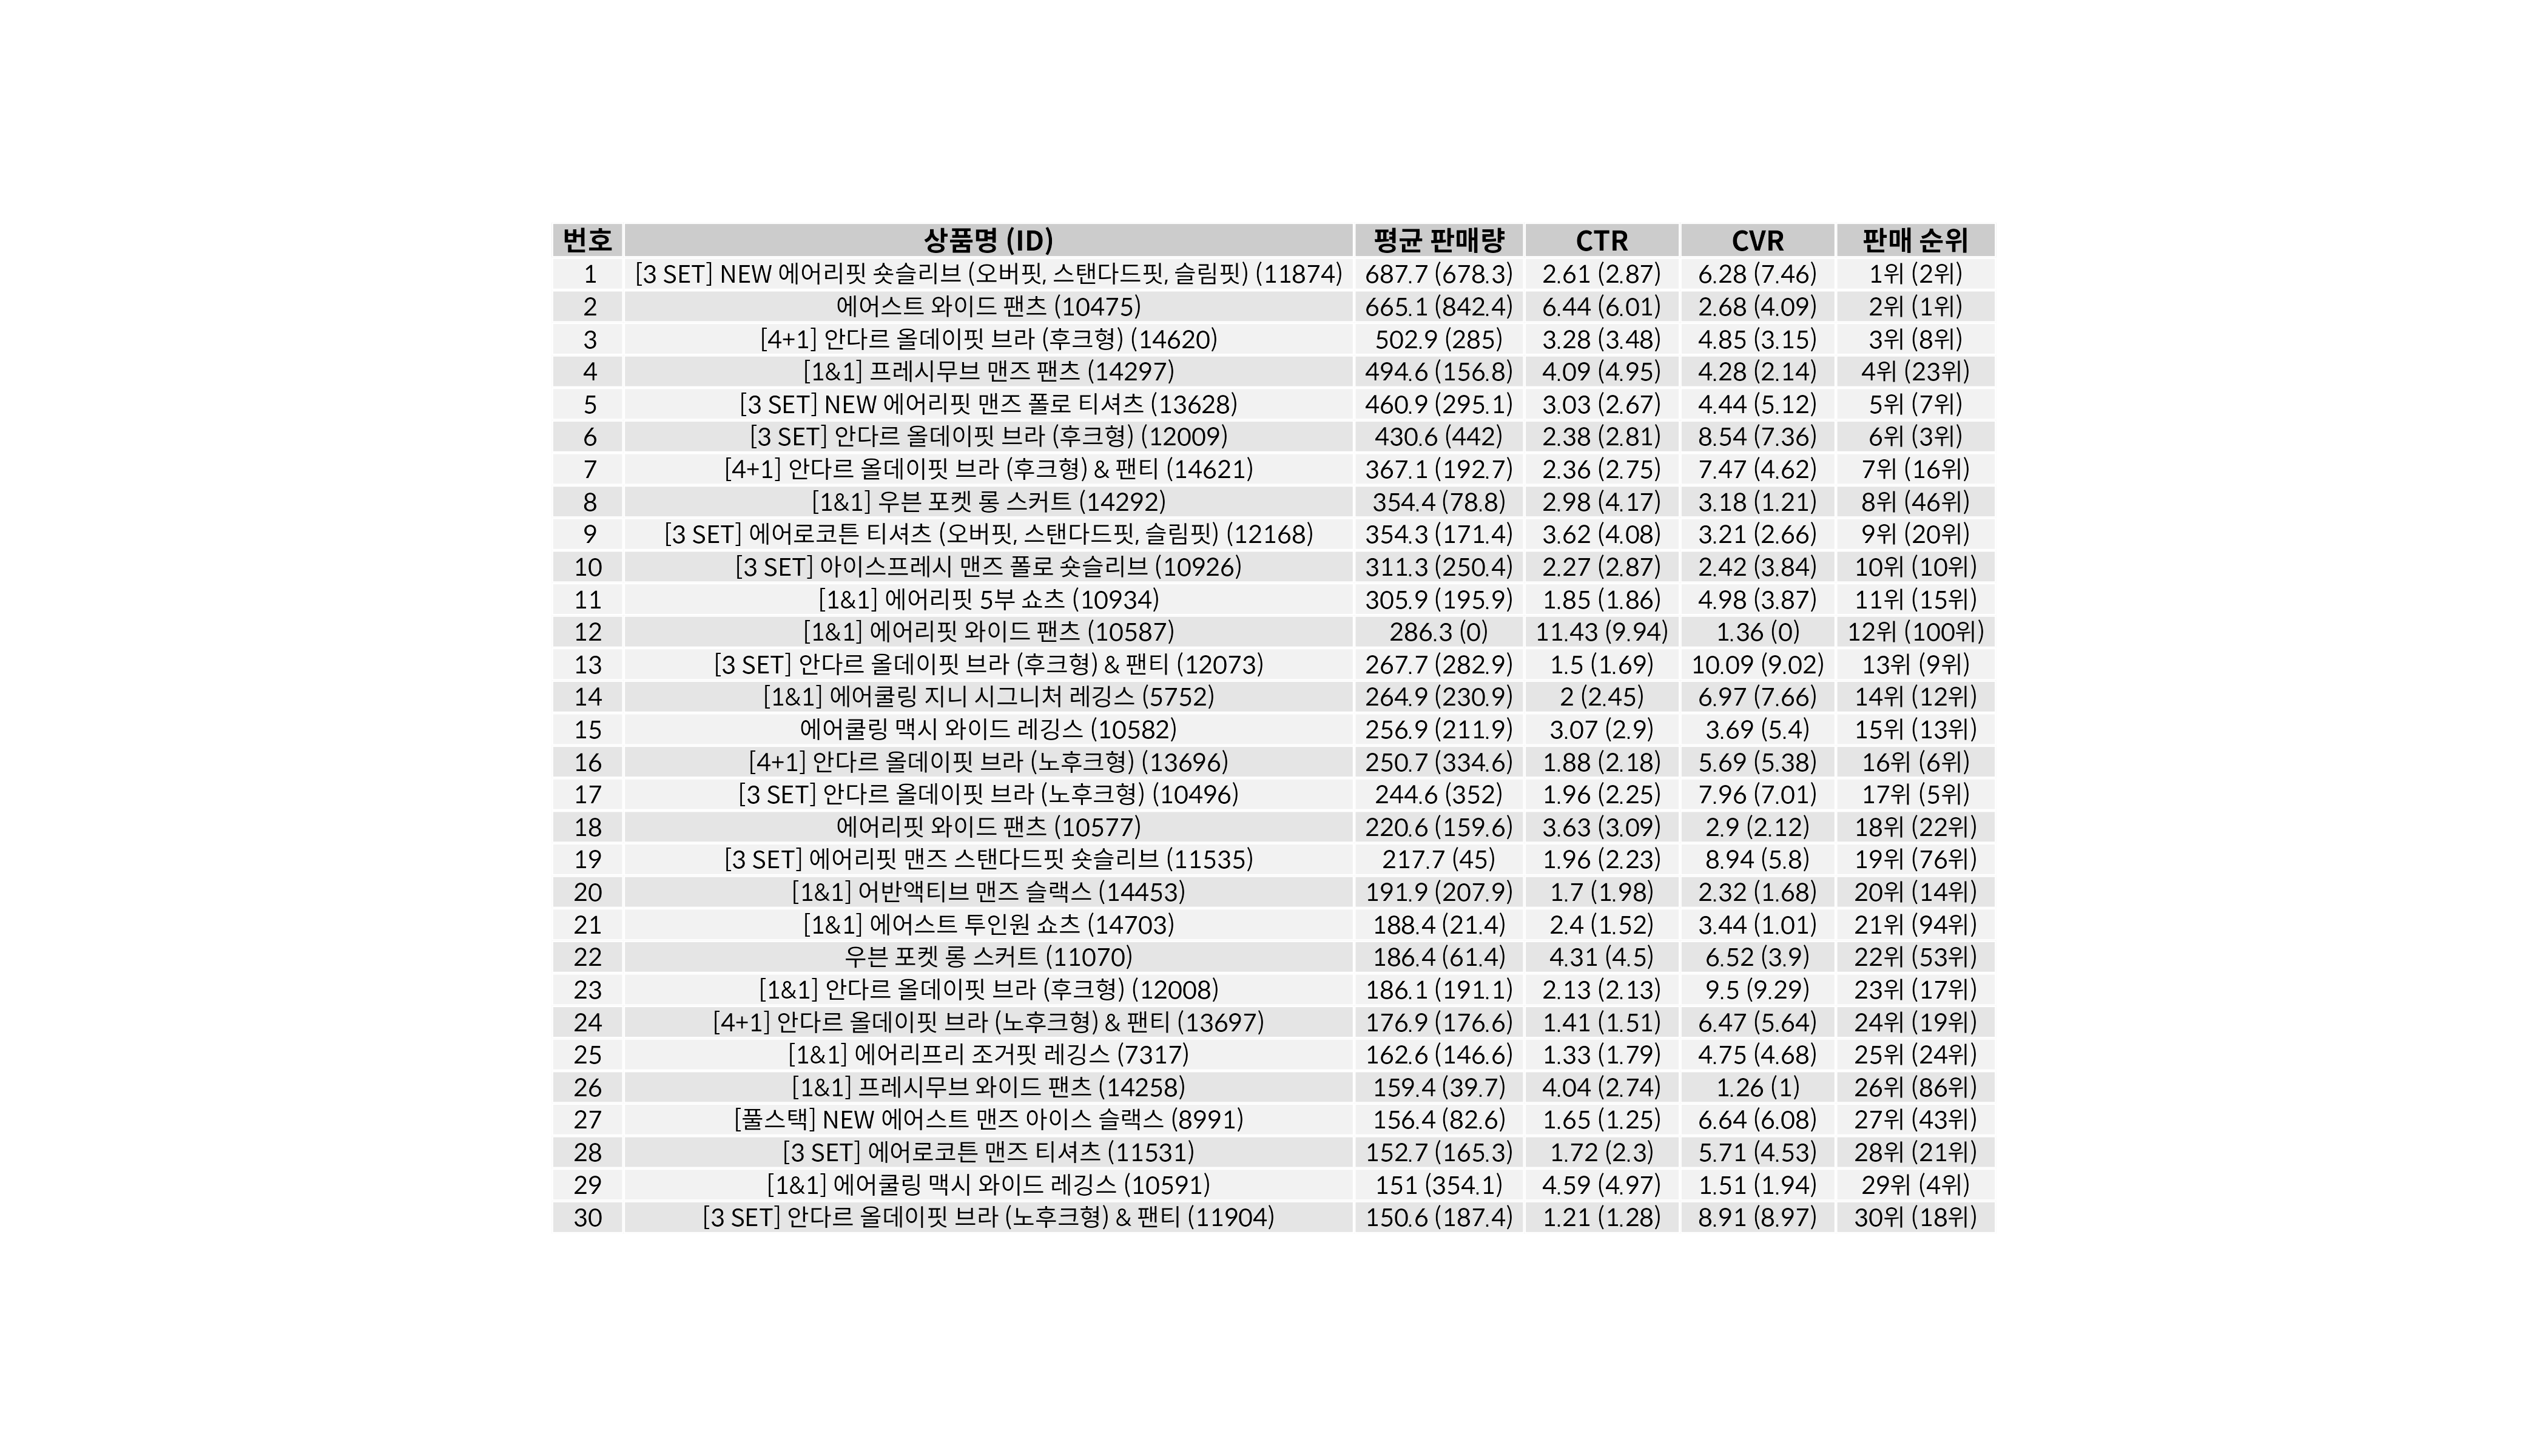 번호 상품명 (ID) 평균 판매량 CTR CVR 판매 순위
1 [3 SET] NEW 에어리핏 숏슬리브 (오버핏, 스탠다드핏, 슬림핏) (11874) 687.7 (678.3) 2.61 (2.87) 6.28 (7.46) 1위 (2위)
2 에어스트 와이드 팬츠 (10475) 665.1 (842.4) 6.44 (6.01) 2.68 (4.09) 2위 (1위)
3 [4+1] 안다르 올데이핏 브라 (후크형) (14620) 502.9 (285) 3.28 (3.48) 4.85 (3.15) 3위 (8위)
4 [1&1] 프레시무브 맨즈 팬츠 (14297) 494.6 (156.8) 4.09 (4.95) 4.28 (2.14) 4위 (23위)
5 [3 SET] NEW 에어리핏 맨즈 폴로 티셔츠 (13628) 460.9 (295.1) 3.03 (2.67) 4.44 (5.12) 5위 (7위)
6 [3 SET] 안다르 올데이핏 브라 (후크형) (12009) 430.6 (442) 2.38 (2.81) 8.54 (7.36) 6위 (3위)
7 [4+1] 안다르 올데이핏 브라 (후크형) & 팬티 (14621) 367.1 (192.7) 2.36 (2.75) 7.47 (4.62) 7위 (16위)
8 [1&1] 우븐 포켓 롱 스커트 (14292) 354.4 (78.8) 2.98 (4.17) 3.18 (1.21) 8위 (46위)
9 [3 SET] 에어로코튼 티셔츠 (오버핏, 스탠다드핏, 슬림핏) (12168) 354.3 (171.4) 3.62 (4.08) 3.21 (2.66) 9위 (20위)
10 [3 SET] 아이스프레시 맨즈 폴로 숏슬리브 (10926) 311.3 (250.4) 2.27 (2.87) 2.42 (3.84) 10위 (10위)
11 [1&1] 에어리핏 5부 쇼츠 (10934) 305.9 (195.9) 1.85 (1.86) 4.98 (3.87) 11위 (15위)
12 [1&1] 에어리핏 와이드 팬츠 (10587) 286.3 (0) 11.43 (9.94) 1.36 (0) 12위 (100위)
13 [3 SET] 안다르 올데이핏 브라 (후크형) & 팬티 (12073) 267.7 (282.9) 1.5 (1.69) 10.09 (9.02) 13위 (9위)
14 [1&1] 에어쿨링 지니 시그니처 레깅스 (5752) 264.9 (230.9) 2 (2.45) 6.97 (7.66) 14위 (12위)
15 에어쿨링 맥시 와이드 레깅스 (10582) 256.9 (211.9) 3.07 (2.9) 3.69 (5.4) 15위 (13위)
16 [4+1] 안다르 올데이핏 브라 (노후크형) (13696) 250.7 (334.6) 1.88 (2.18) 5.69 (5.38) 16위 (6위)
17 [3 SET] 안다르 올데이핏 브라 (노후크형) (10496) 244.6 (352) 1.96 (2.25) 7.96 (7.01) 17위 (5위)
18 에어리핏 와이드 팬츠 (10577) 220.6 (159.6) 3.63 (3.09) 2.9 (2.12) 18위 (22위)
19 [3 SET] 에어리핏 맨즈 스탠다드핏 숏슬리브 (11535) 217.7 (45) 1.96 (2.23) 8.94 (5.8) 19위 (76위)
20 [1&1] 어반액티브 맨즈 슬랙스 (14453) 191.9 (207.9) 1.7 (1.98) 2.32 (1.68) 20위 (14위)
21 [1&1] 에어스트 투인원 쇼츠 (14703) 188.4 (21.4) 2.4 (1.52) 3.44 (1.01) 21위 (94위)
22 우븐 포켓 롱 스커트 (11070) 186.4 (61.4) 4.31 (4.5) 6.52 (3.9) 22위 (53위)
23 [1&1] 안다르 올데이핏 브라 (후크형) (12008) 186.1 (191.1) 2.13 (2.13) 9.5 (9.29) 23위 (17위)
24 [4+1] 안다르 올데이핏 브라 (노후크형) & 팬티 (13697) 176.9 (176.6) 1.41 (1.51) 6.47 (5.64) 24위 (19위)
25 [1&1] 에어리프리 조거핏 레깅스 (7317) 162.6 (146.6) 1.33 (1.79) 4.75 (4.68) 25위 (24위)
26 [1&1] 프레시무브 와이드 팬츠 (14258) 159.4 (39.7) 4.04 (2.74) 1.26 (1) 26위 (86위)
27 [풀스택] NEW 에어스트 맨즈 아이스 슬랙스 (8991) 156.4 (82.6) 1.65 (1.25) 6.64 (6.08) 27위 (43위)
28 [3 SET] 에어로코튼 맨즈 티셔츠 (11531) 152.7 (165.3) 1.72 (2.3) 5.71 (4.53) 28위 (21위)
29 [1&1] 에어쿨링 맥시 와이드 레깅스 (10591) 151 (354.1) 4.59 (4.97) 1.51 (1.94) 29위 (4위)
30 [3 SET] 안다르 올데이핏 브라 (노후크형) & 팬티 (11904) 150.6 (187.4) 1.21 (1.28) 8.91 (8.97) 30위 (18위)